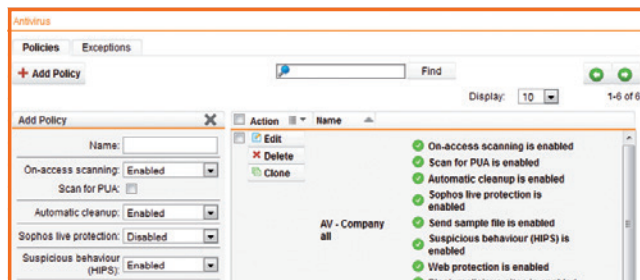 Antivirus
Policies Exceptions
+ Add Policy
Find
Display: 10
1-6 of 6
Add Policy
Name:
On-access scanning: Enabled
Scan for PUA:
Automatic cleanup: Enabled
Sophos live protection: Disabled
Suspicious behaviour
(HIPS): Enabled
Action Name
Edit
Delete
Clone
AV - Company
all
On-access scanning is enabled
Scan for PUA is enabled
Automatic cleanup is enabled
Sophos live protection is
enabled
Send sample file is enabled
Suspicious behaviour (HIPS) is
enabled
Web protection is enabled